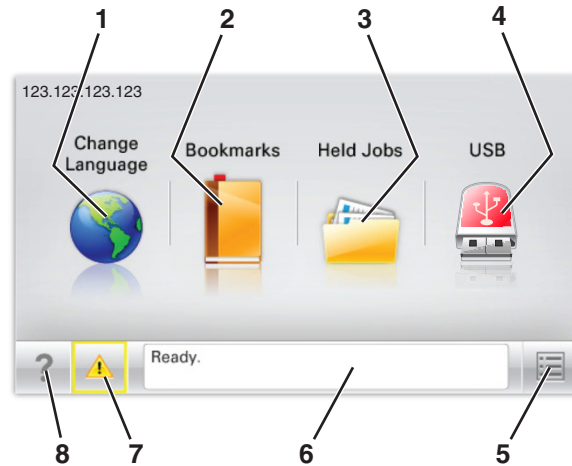 1 2 3 4
123.123.123.123
Change
Language
Bookmarks
Held Jobs
USB
?
!
Ready.
8 7 6 5